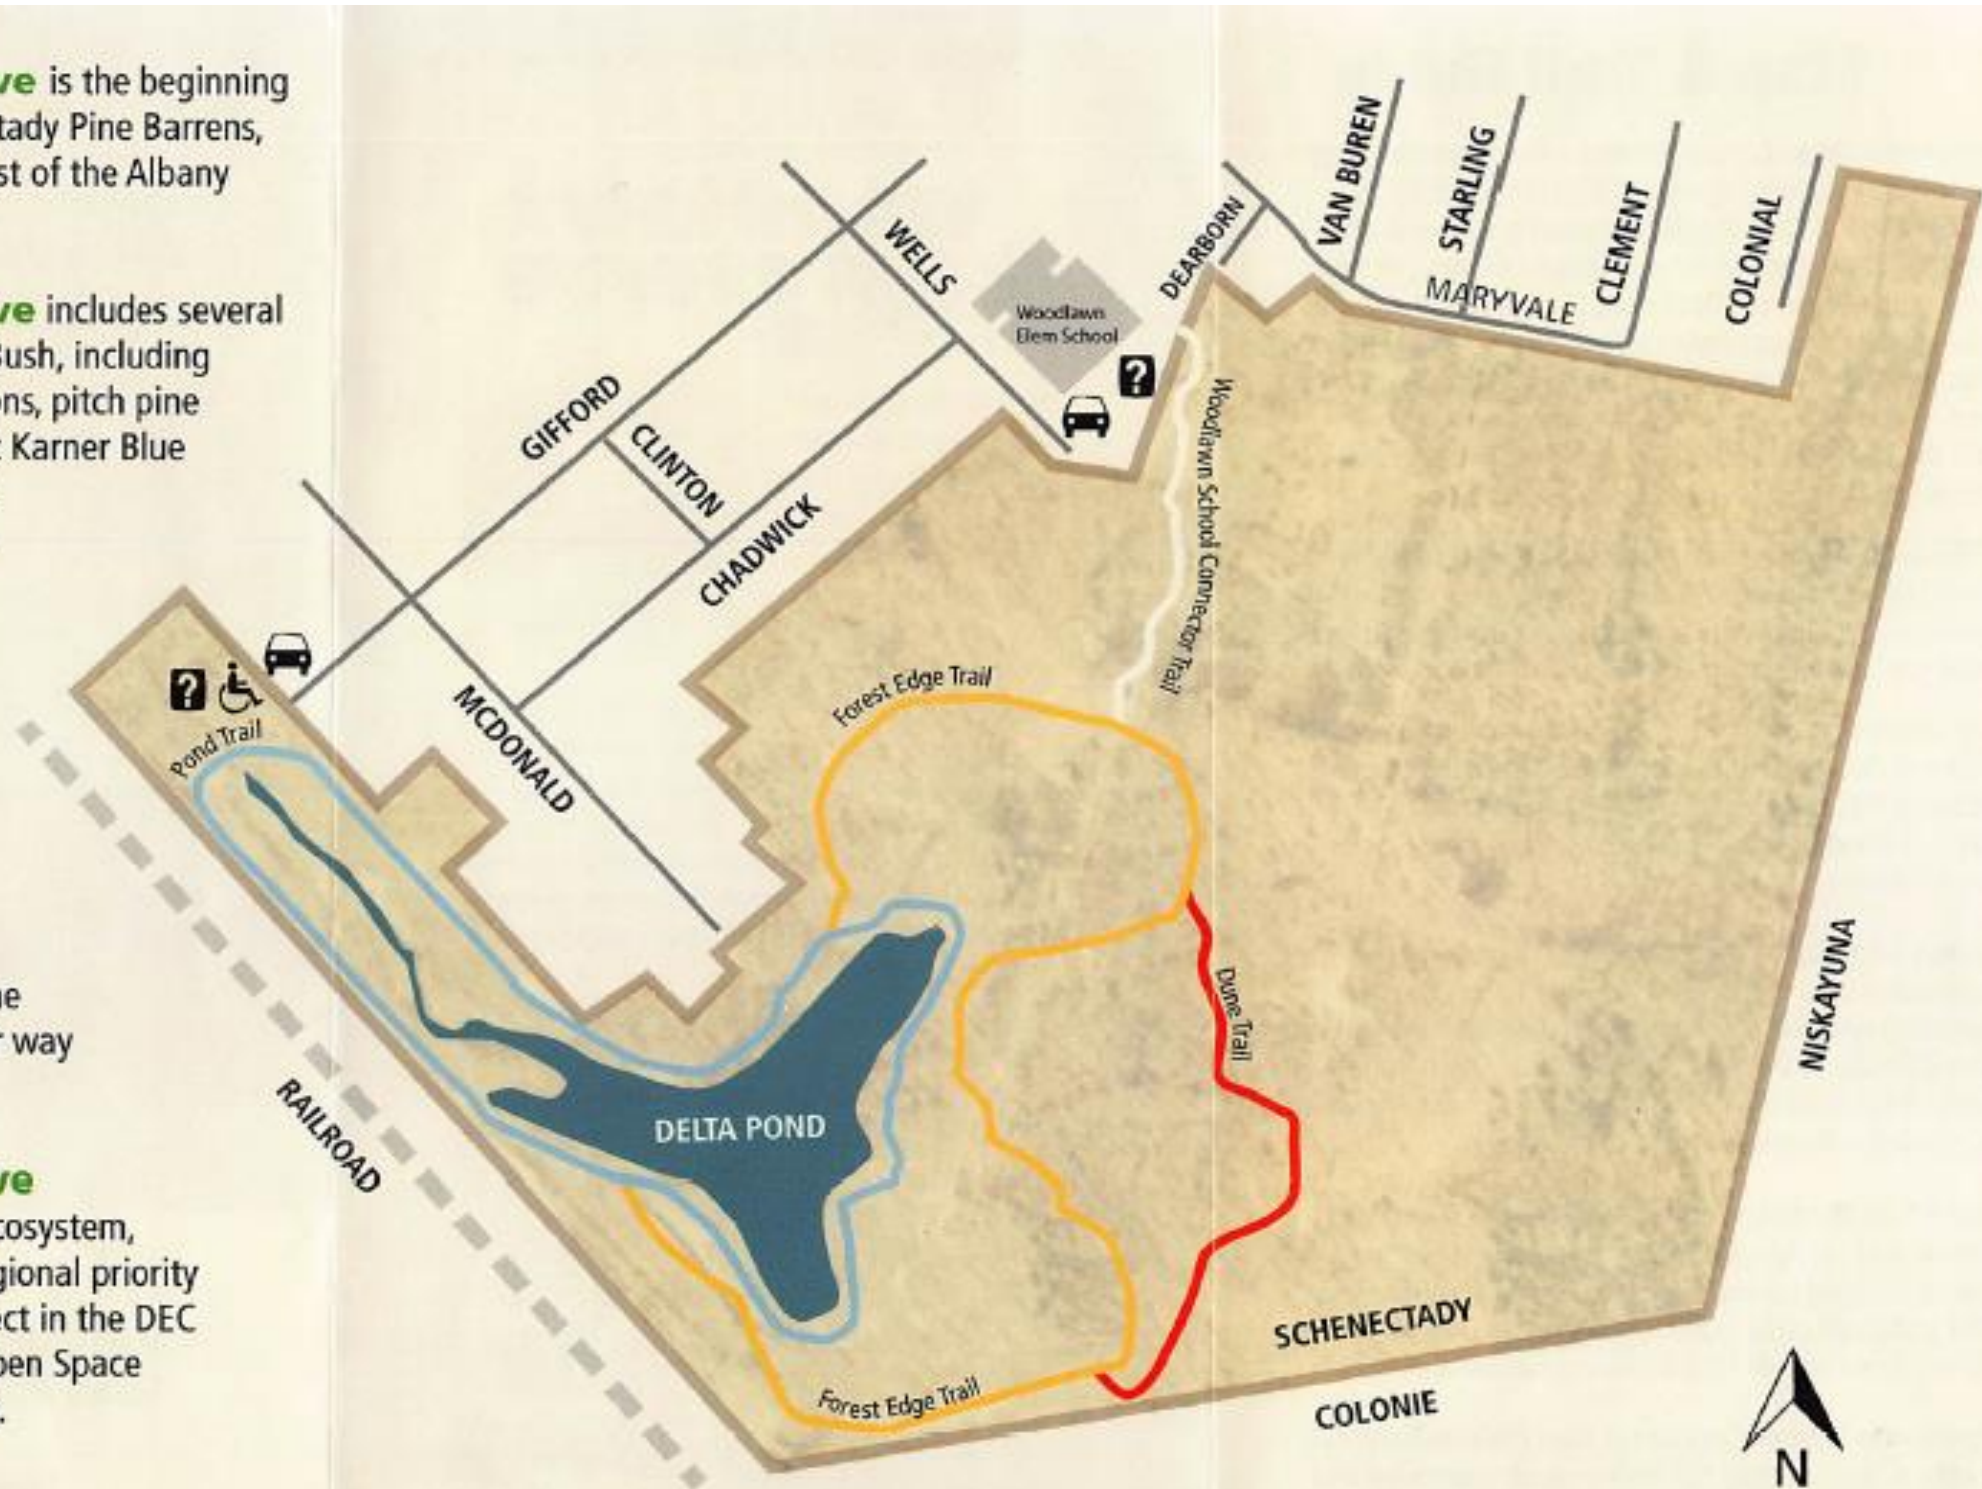 ve is the beginning
tady Pine Barrens,
st of the Albany
ve includes several
Bush, including
ons, pitch pine
t Karner Blue
ne
r way
ve
cosystem,
gional priority
ect in the DEC
pen Space
VAN BUREN
STARLING
CLEMENT
COLONIAL
MARYVALE
DEARBORN
WELLS
Woodlawn
Elem School
?
GIFFORD
CLINTON
CHADWICK
MCDONALD
Woodlawn School Connector Trail
Forest Edge Trail
?
Pond Trail
Dune Trail
DELTA POND
RAILROAD
Forest Edge Trail
NISKAYUNA
SCHENECTADY
COLONIE
N